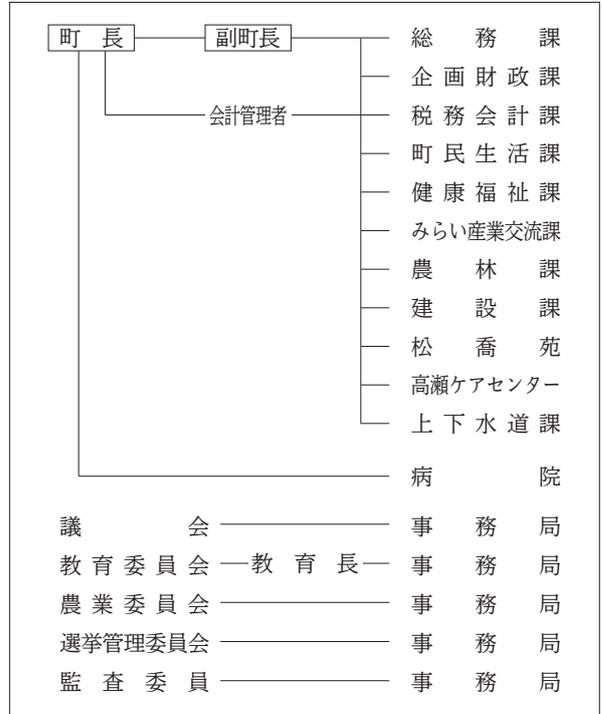 町長 副町長 総務課
企画財政課
会計管理者 税務会計課
町民生活課
健康福祉課
みらい産業交流課
農林課
建設課
松喬苑
高瀬ケアセンター
上下水道課
病院
議会 事務局
教育委員会 教育長 事務局
農業委員会 事務局
選挙管理委員会 事務局
監査委員 事務局